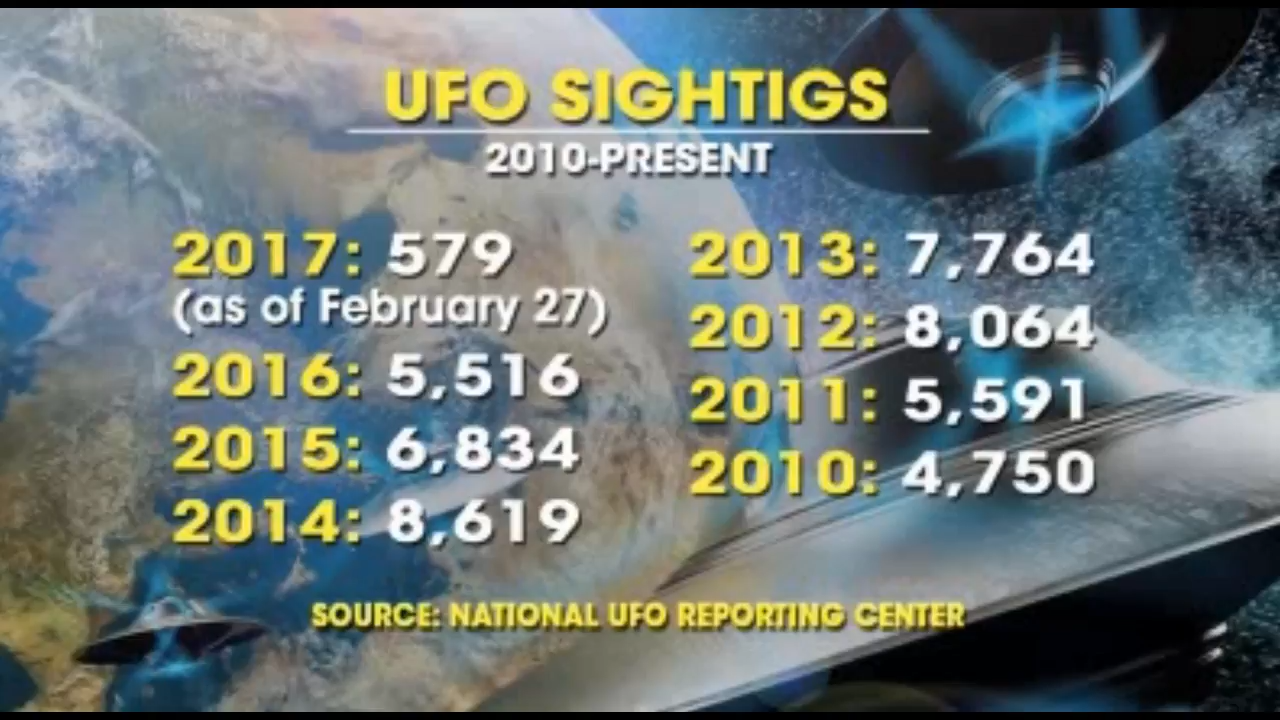 UFO SIGHTIGS
2010-PRESENT
2017: 579
(as of February 27)
2016: 5,516
2015: 6,834
2014: 8,619
2013: 7,764
2012: 8,064
2011: 5,591
2010: 4,750
SOURCE: NATIONAL UFO REPORTING CENTER